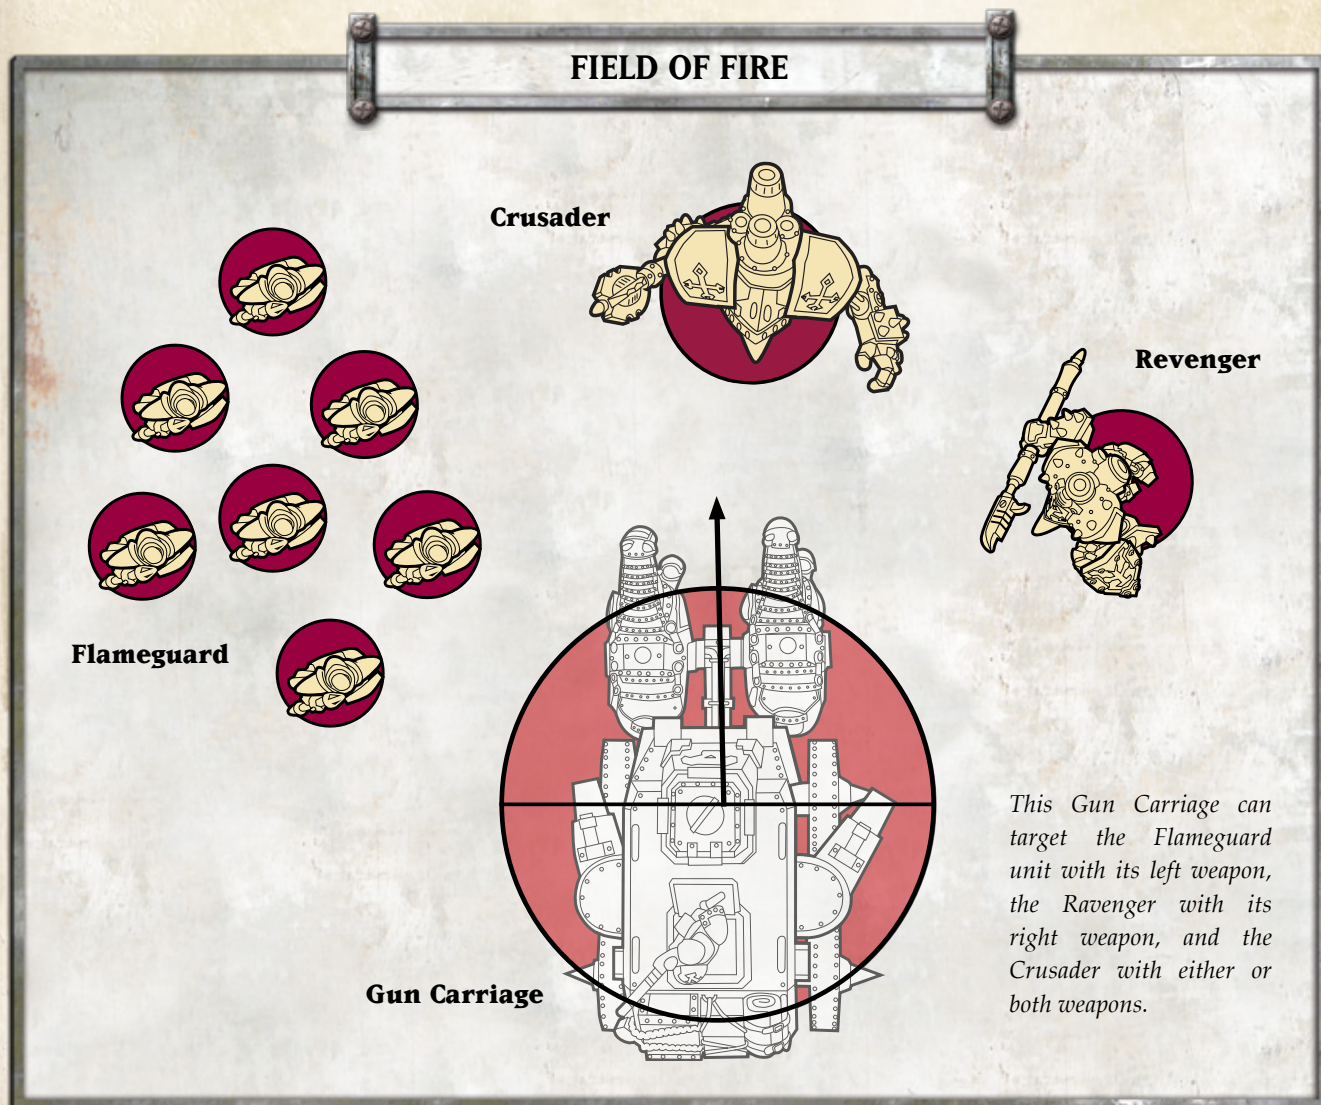 FIELD OF FIRE
Crusader
Revenger
Flameguard
This Gun Carriage can
target the Flameguard
unit with its left weapon,
the Ravenger with its
right weapon, and the
Crusader with either or
both weapons.
Gun Carriage